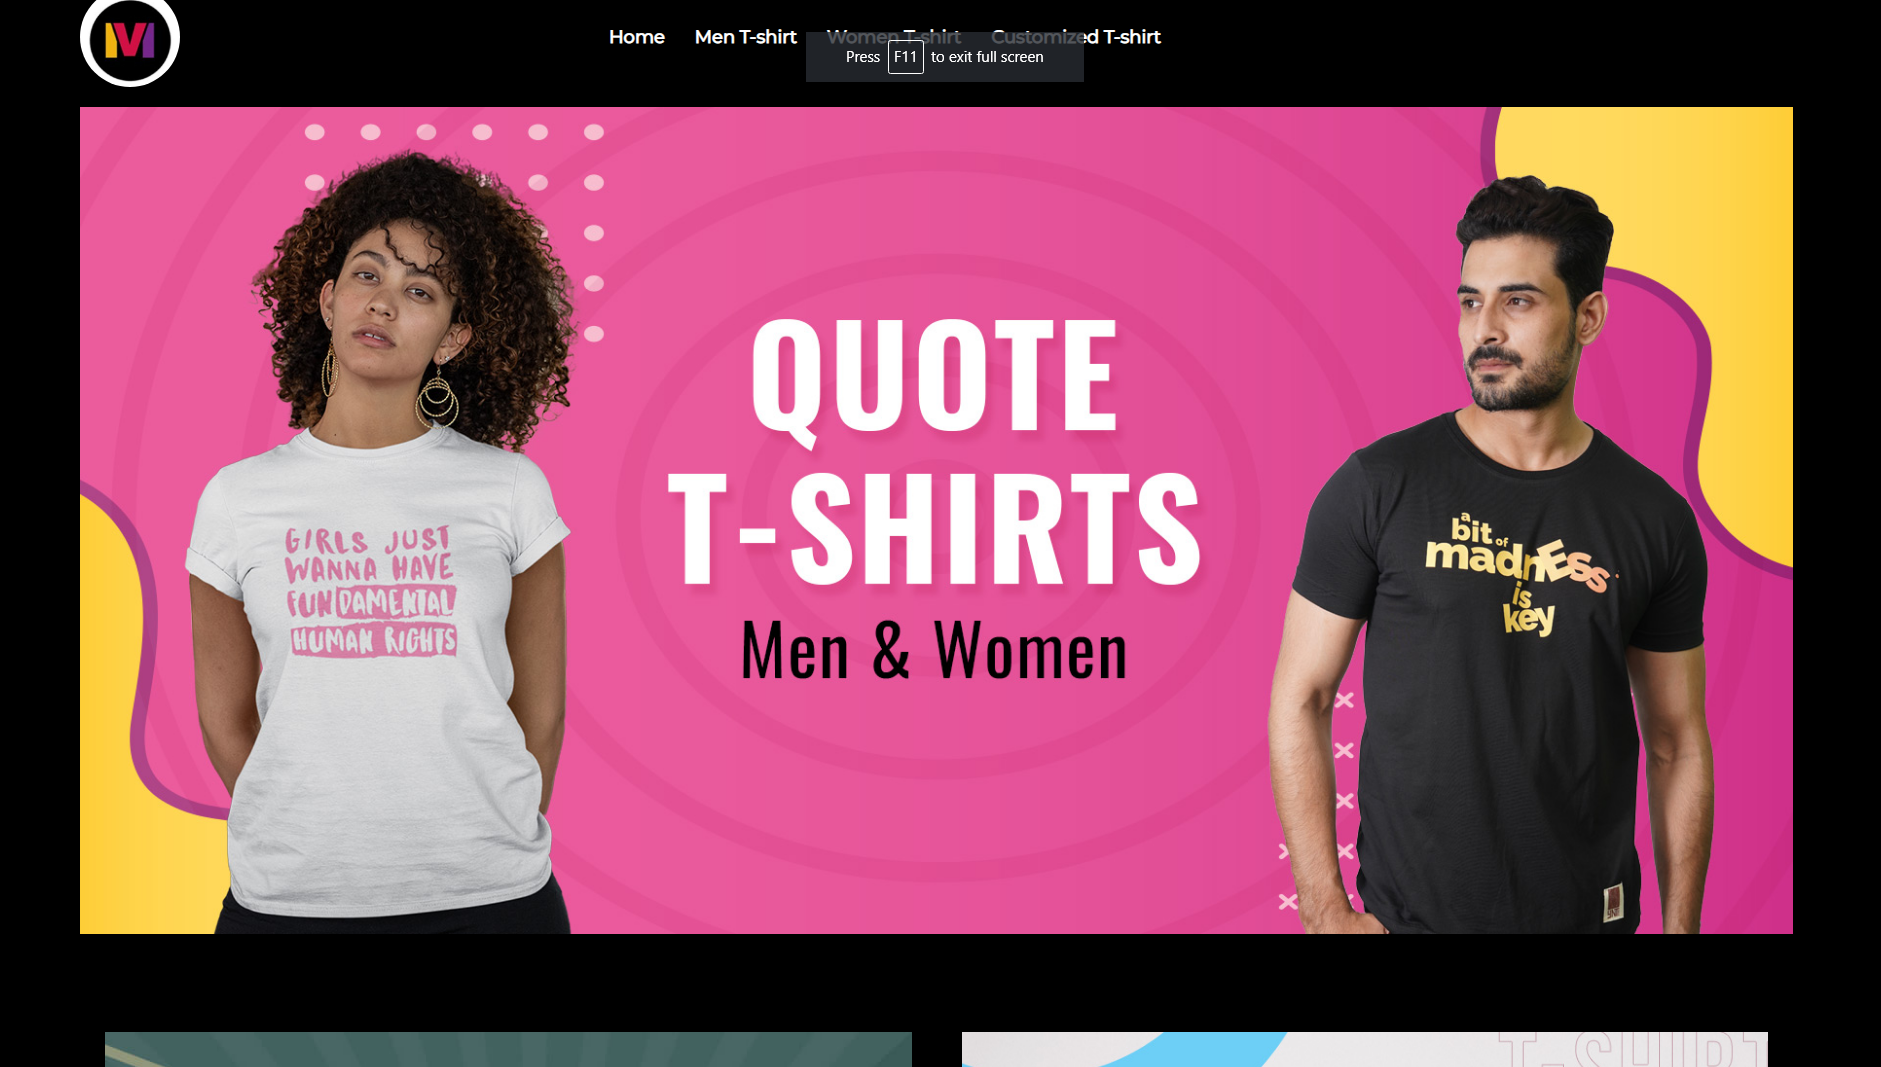 Home Men T-shirt Women T-shirt Customized T-shirt
Press F11 to exit full screen
QUOTE
T-SHIRTS
Men & Women
GIRLS JUST
WANNA HAVE
FUNDAMENTAL
HUMAN RIGHTS
a
bit of
madness
is
key
T-SHIRT